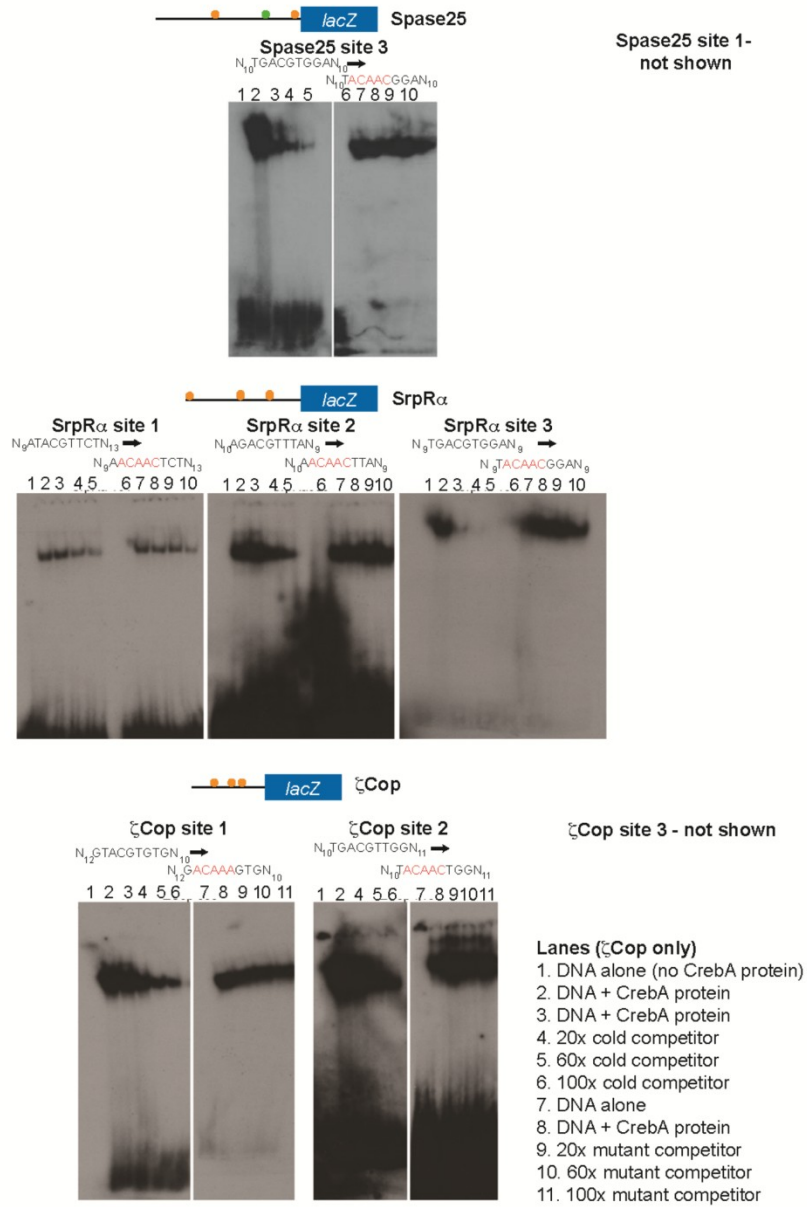 lacZ Spase25
Spase25 site 3
N10TGACGTGGAN10
N10TACAACGGAN10
1 2 3 4 5 6 7 8 9 10
Spase25 site 1-
not shown
lacZ SrpRα
SrpRα site 1
N9ATACGTTCTN13
N9AACAACTCTN13
1 2 3 4 5 6 7 8 9 10
SrpRα site 2
N10AGACGTTTAN9
N10AACAACTTAN9
1 2 3 4 5 6 7 8 9 10
SrpRα site 3
N9TGACGTGGAN9
N9TACAACGGAN9
1 2 3 4 5 6 7 8 9 10
lacZ ζCop
ζCop site 1
N12GTACGTGTGN10
N12GACAAAGTGN10
1 2 3 4 5 6 7 8 9 10 11
ζCop site 2
N10TGACGTTGGN11
N10TACAACTGGN11
1 2 3 4 5 6 7 8 9 10 11
ζCop site 3 - not shown
Lanes (ζCop only)
1. DNA alone (no CrebA protein)
2. DNA + CrebA protein
3. DNA + CrebA protein
4. 20x cold competitor
5. 60x cold competitor
6. 100x cold competitor
7. DNA alone
8. DNA + CrebA protein
9. 20x mutant competitor
10. 60x mutant competitor
11. 100x mutant competitor